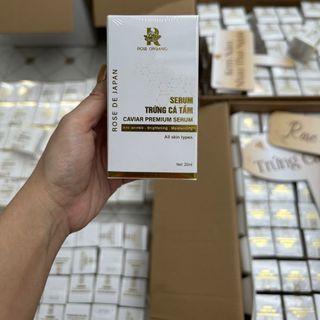 ROSE ORGANIC
ROSE DE JAPAN
SERUM
TRỨNG CÁ TẦM
CAVIAR PREMIUM SERUM
Anti wrinkle - Brightening - Moisturizing
All skin types
Net: 20ml
Rose
Trứng Cá